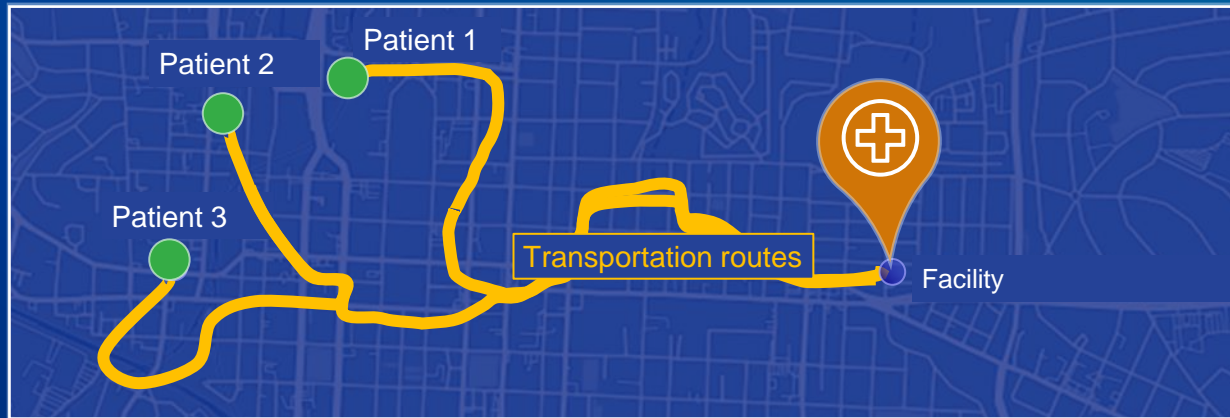 Patient 1
Patient 2
Patient 3
Transportation routes
Facility